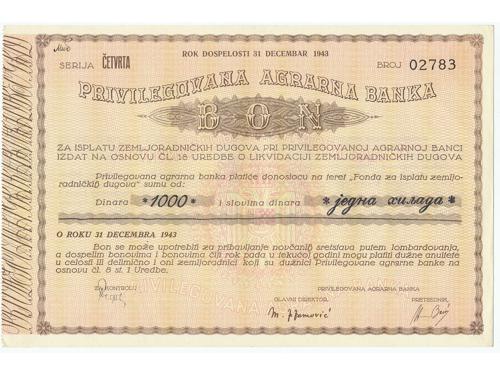 ROK DOSPELOSTI 31 DECEMBAR 1943
SERIJA ČETVRTA
BROJ 02783
PRIVILEGOVANA AGRARNA BANKA
BON
ZA ISPLATU ZEMLJORADNIČKIH DUGOVA PRI PRIVILEGOVANOJ AGRARNOJ BANCI
IZDAT NA OSNOVU ČL. 18 UREDBE O LIKVIDACIJI ZEMLJORADNIČKIH DUGOVA
Privilegovana agrarna banka platiće donosiocu na teret „Fonda za isplatu zemljo-
radničkih dugova" sumu od:
Dinara *1000* i slovima dinara * једна хиљада *
O ROKU 31 DECEMBRA 1943
Bon se može upotrebiti za pribavljanje novčanih sretstava putem lombardovanja,
a dospelim bonovima i bonovima čiji rok pada u tekućoj godini mogu platiti dužne anuitete
u celosti ili delimično i oni zemljoradnici koji su dužnici Privilegovane agrarne banke na
osnovu čl. 8 st. 1 Uredbe.
PRIVILEGOVANA AGRARNA BANKA
GLAVNI DIREKTOR,
PRETSEDNIK,
PRIVILEGOVANA